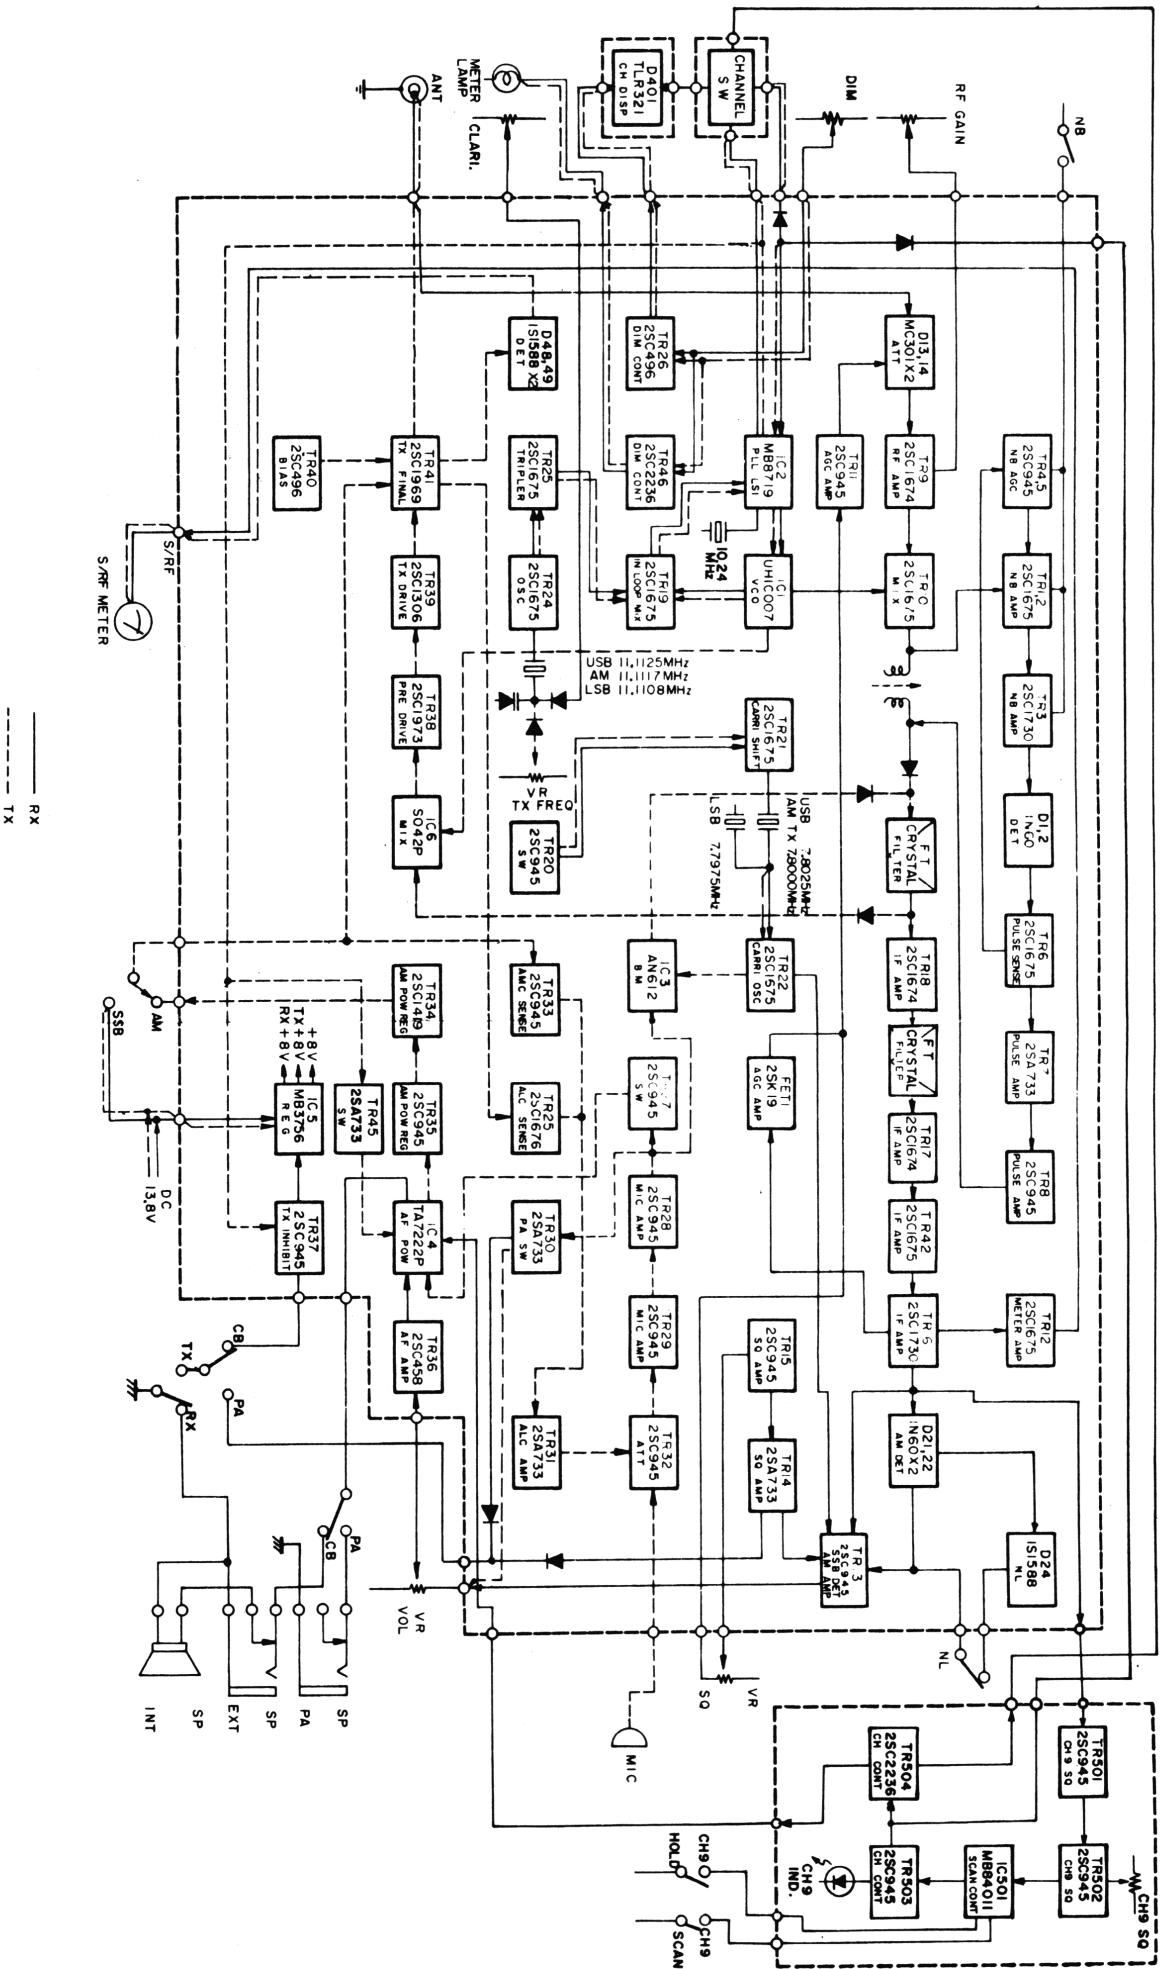 NB
RF GAIN
DIM
CHANNEL
SW
D401
TLR321
CH DISP
METER
LAMP
CLARI.
ANT
TR4,5
2SC945
NB AGC
TR1,2
2SC1675
NB AMP
TR3
2SC1730
NB AMP
D1,2
1N60
DET
TR6
2SC1675
PULSE SENSE
TR7
2SA733
PULSE AMP
TR8
2SC945
PULSE AMP
TR12
2SC1675
METER AMP
D24
1S1588
NL
D13,14
MC301X2
ATT
TR9
2SC1674
RF AMP
2SC1675
MIX
FT
CRYSTAL
FILTER
TR18
2SC1674
IF AMP
FT
CRYSTAL
FILTER
TR17
2SC1674
IF AMP
TR42
2SC1675
IF AMP
2SC1730
IF AMP
D21,22
1N60X2
AM DET
TR11
2SC945
AGC AMP
IC2
MB8719
PLL LSI
10.24
MHz
IC1
UHIC007
VCO
TR21
2SC1675
CARRI SHIFT
USB 7.8025MHz
AM TX 7.8000MHz
LSB 7.7975MHz
TR22
2SC1675
CARRI OSC
FET1
2SK19
AGC AMP
TR15
2SC945
SQ AMP
TR14
2SA733
SQ AMP
2SC945
SSB DET
AM AMP
TR26
2SC496
DIM CONT
TR46
2SC2236
DIM CONT
TR19
2SC1675
IN LOOP MIX
USB 11.1125MHz
AM 11.1117MHz
LSB 11.1108MHz
IC3
AN612
BM
2SC945
SW
TR28
2SC945
MIC AMP
TR29
2SC945
MIC AMP
TR32
2SC945
ATT
D48,49
1S1588X2
DET
TR25
2SC1675
TRIPLER
TR24
2SC1675
OSC
VR
TX FREQ
TR20
2SC945
SW
TR33
2SC945
AMC SENSE
TR25
2SC1676
ALC SENSE
TR30
2SA733
PA SW
TR31
2SA733
ALC AMP
TR41
2SC1969
TX FINAL
TR39
2SC1306
TX DRIVE
TR38
2SC1973
PRE DRIVE
IC6
SO42P
MIX
TR34
2SC1419
AM POW REG
TR35
2SC945
AM POW REG
IC4
TA7222P
AF POW
TR36
2SC458
AF AMP
TR45
2SA733
SW
TR40
2SC496
BIAS
+8V
TX+8V
RX+8V
IC5
MB3756
REG
TR37
2SC945
TX INHIBIT
S/RF
S/RF METER
AM
SSB
DC
13.8V
CB
TX
PA
RX
PA
CB
VR
VOL
MIC
VR
SQ
NL
SP
PA
SP
EXT
SP
INT
TR501
2SC945
CH9 SQ
TR502
2SC945
CH9 SQ
CH9 SQ
TR504
2SC2236
CH CONT
TR503
2SC945
CH CONT
IC501
MB84011
SCAN CONT
CH9
IND.
CH9
HOLD
CH9
SCAN
RX
TX